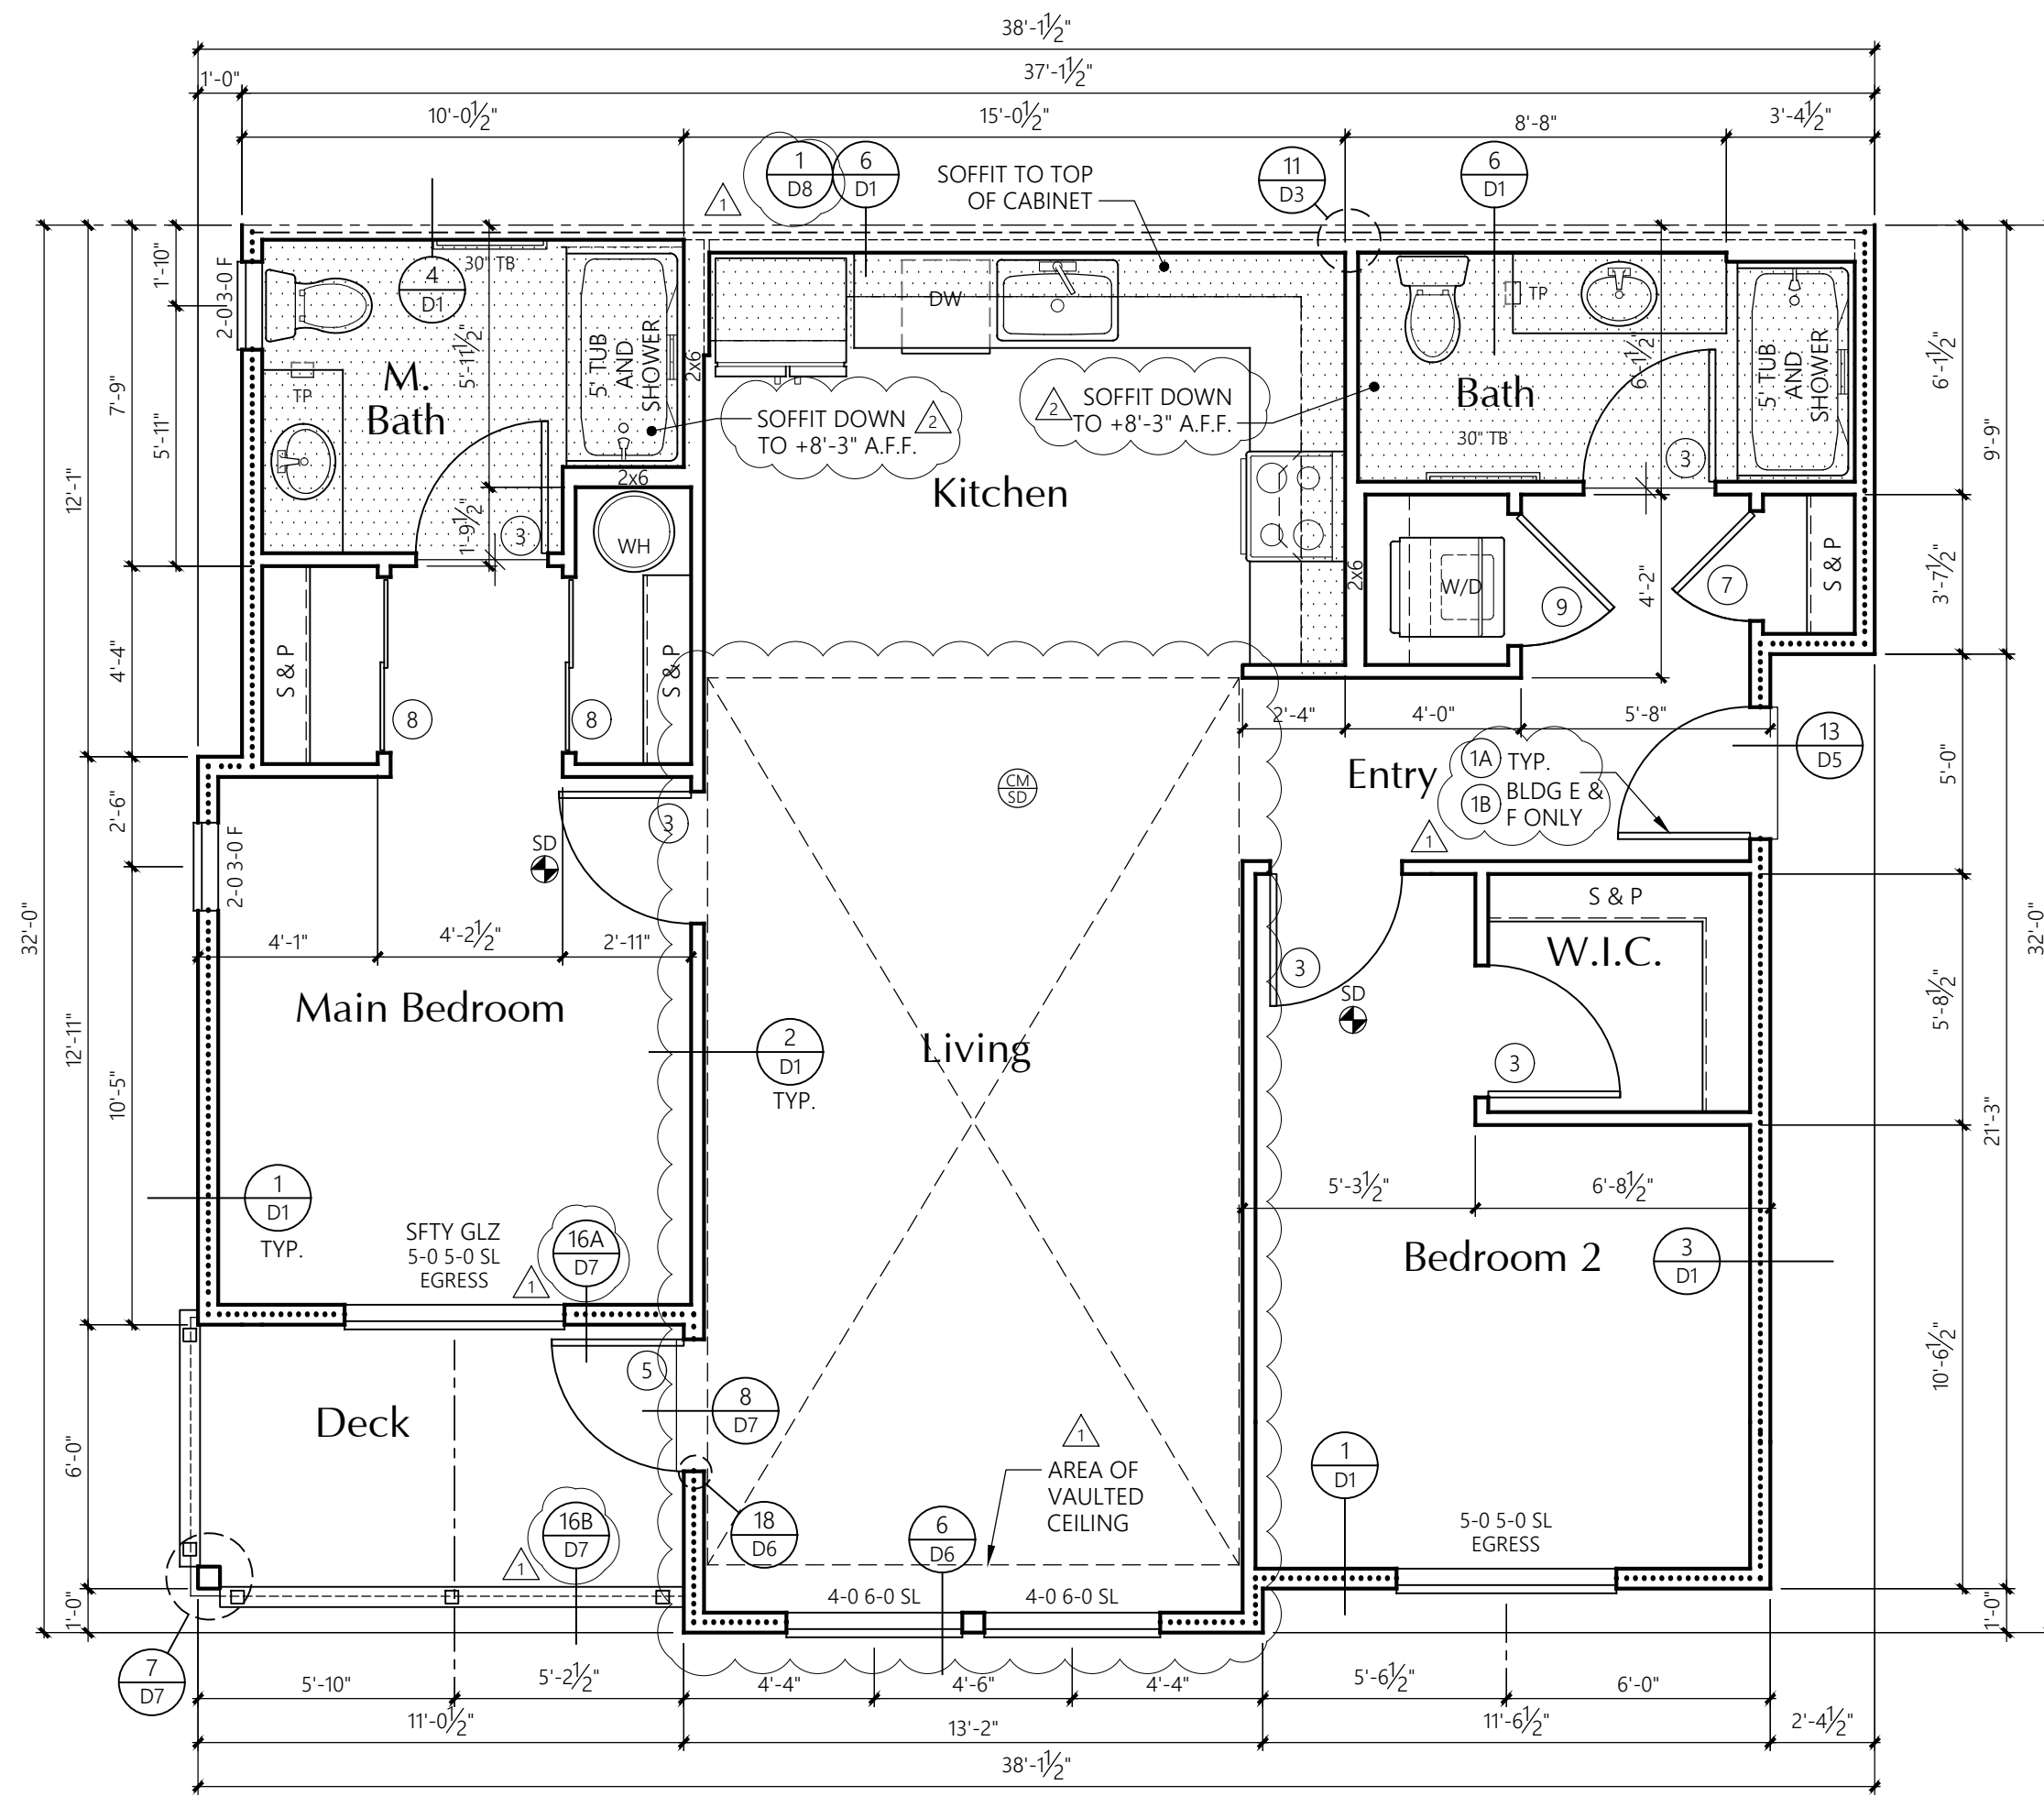 38'-1½"
37'-1½"
1'-0"
10'-0½"
15'-0½"
8'-8"
3'-4½"
1
D8
6
D1
SOFFIT TO TOP
OF CABINET
11
D3
6
D1
1
4
D1
30" TB
2-0 3-0 F
DW
TP
1'-10"
5'-11½"
5' TUB
AND
SHOWER
2x6
M.
Bath
TP
SOFFIT DOWN
TO +8'-3" A.F.F.
2
2
SOFFIT DOWN
TO +8'-3" A.F.F.
Bath
30" TB
6'-1½"
5' TUB
AND
SHOWER
6'-1½"
7'-9"
5'-11"
12'-1"
9'-9"
2x6
Kitchen
3
1'-9½"
3
WH
2x6
W/D
9
4'-2"
7
S & P
3'-7½"
4'-4"
S & P
8
8
S & P
2'-4"
4'-0"
5'-8"
13
D5
CM
SD
Entry
1A
TYP.
1B
BLDG E &
F ONLY
1
5'-0"
2'-6"
2-0 3-0 F
SD
3
32'-0"
32'-0"
S & P
W.I.C.
4'-1"
4'-2½"
2'-11"
3
SD
3
5'-8½"
Main Bedroom
12'-11"
10'-5"
2
D1
TYP.
Living
21'-3"
5'-3½"
6'-8½"
1
D1
TYP.
SFTY GLZ
5-0 5-0 SL
EGRESS
1
16A
D7
Bedroom 2
3
D1
10'-6½"
5
Deck
8
D7
1
AREA OF
VAULTED
CEILING
1
D1
6'-0"
16B
D7
1
18
D6
6
D6
5-0 5-0 SL
EGRESS
4-0 6-0 SL
4-0 6-0 SL
1'-0"
1'-0"
7
D7
5'-10"
5'-2½"
4'-4"
4'-6"
4'-4"
5'-6½"
6'-0"
11'-0½"
13'-2"
11'-6½"
2'-4½"
38'-1½"